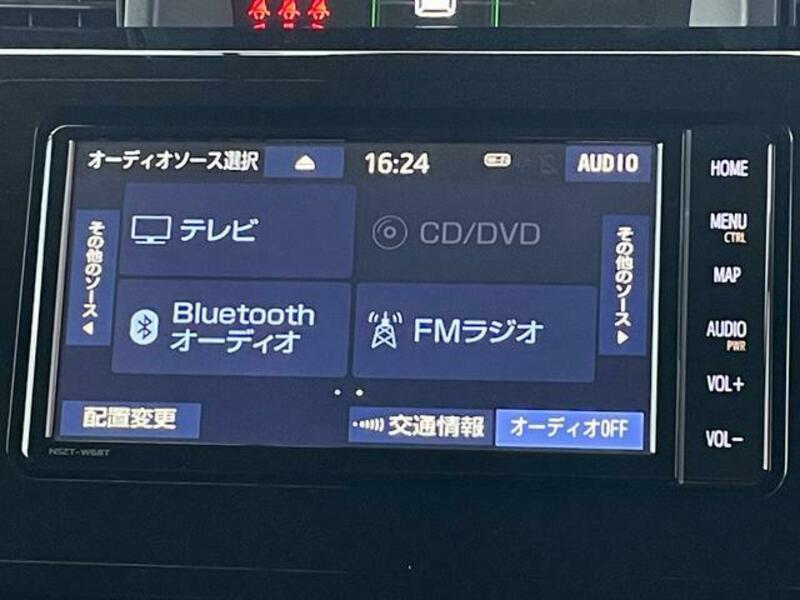 オーディオソース選択
16:24
AUDIO
その他のソース
テレビ
CD/DVD
その他のソース
Bluetooth
オーディオ
FMラジオ
配置変更
交通情報
オーディオOFF
NSZT-W68T
HOME
MENU
CTRL
MAP
AUDIO
PWR
VOL+
VOL-